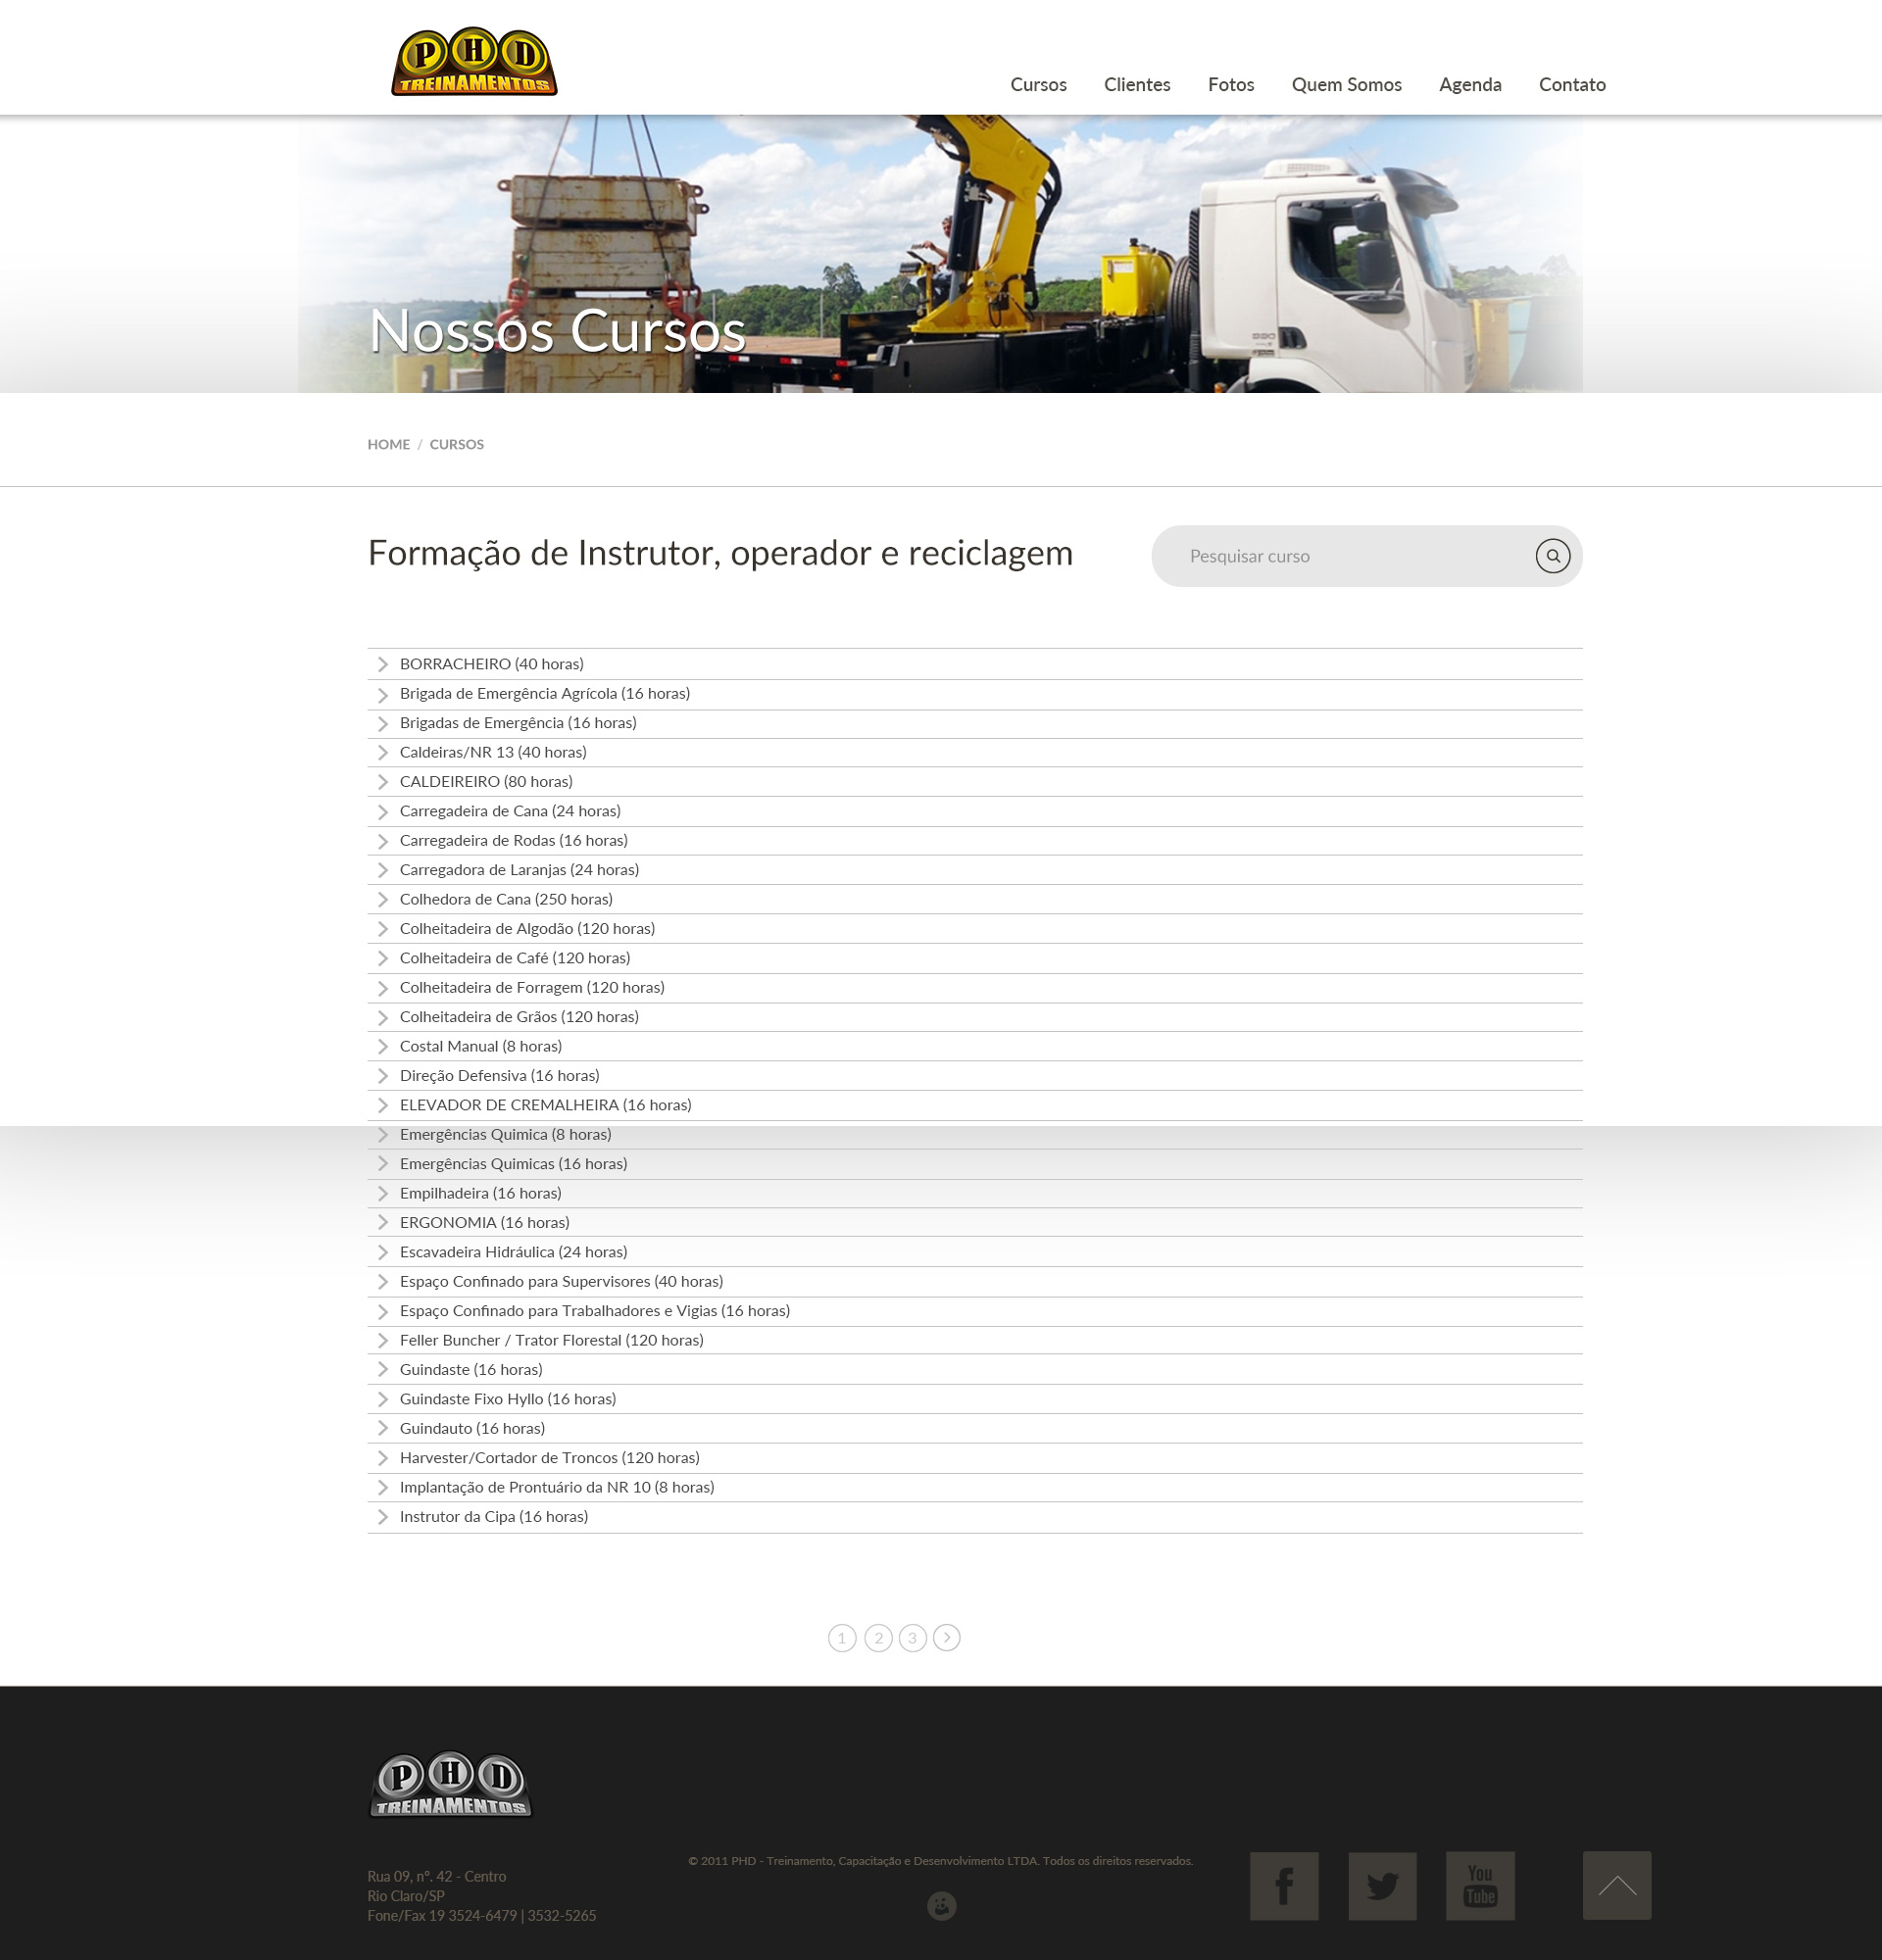 PHD
TREINAMENTOS
Cursos Clientes Fotos Quem Somos Agenda Contato
Nossos Cursos
HOME / CURSOS
Formação de Instrutor, operador e reciclagem
Pesquisar curso
BORRACHEIRO (40 horas)
Brigada de Emergência Agrícola (16 horas)
Brigadas de Emergência (16 horas)
Caldeiras/NR 13 (40 horas)
CALDEIREIRO (80 horas)
Carregadeira de Cana (24 horas)
Carregadeira de Rodas (16 horas)
Carregadora de Laranjas (24 horas)
Colhedora de Cana (250 horas)
Colheitadeira de Algodão (120 horas)
Colheitadeira de Café (120 horas)
Colheitadeira de Forragem (120 horas)
Colheitadeira de Grãos (120 horas)
Costal Manual (8 horas)
Direção Defensiva (16 horas)
ELEVADOR DE CREMALHEIRA (16 horas)
Emergências Quimica (8 horas)
Emergências Quimicas (16 horas)
Empilhadeira (16 horas)
ERGONOMIA (16 horas)
Escavadeira Hidráulica (24 horas)
Espaço Confinado para Supervisores (40 horas)
Espaço Confinado para Trabalhadores e Vigias (16 horas)
Feller Buncher / Trator Florestal (120 horas)
Guindaste (16 horas)
Guindaste Fixo Hyllo (16 horas)
Guindauto (16 horas)
Harvester/Cortador de Troncos (120 horas)
Implantação de Prontuário da NR 10 (8 horas)
Instrutor da Cipa (16 horas)
1 2 3
PHD
TREINAMENTOS
© 2011 PHD - Treinamento, Capacitação e Desenvolvimento LTDA. Todos os direitos reservados.
Rua 09, nº. 42 - Centro
Rio Claro/SP
Fone/Fax 19 3524-6479 | 3532-5265
You
Tube